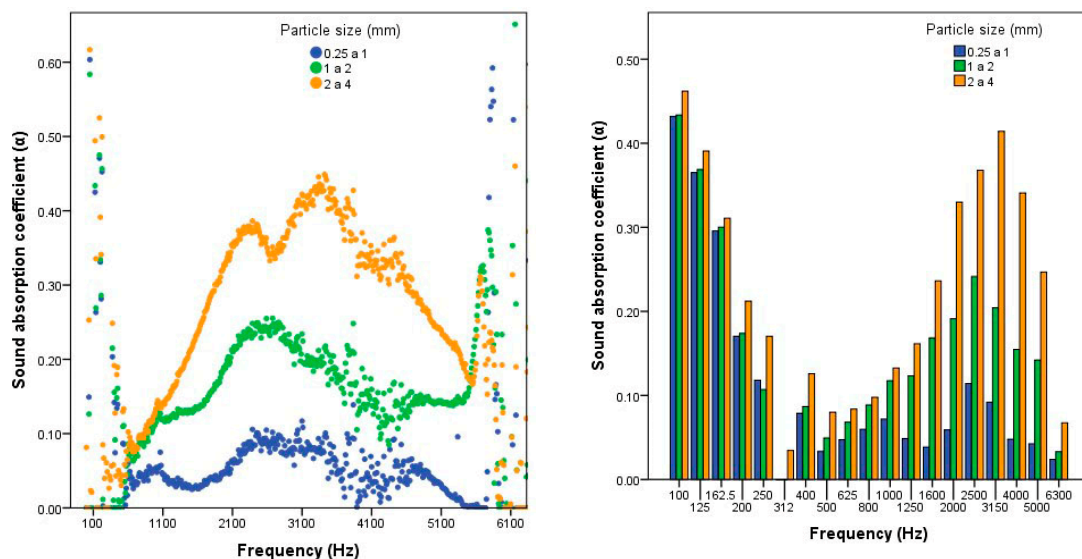 Particle size (mm)
0.25 a 1
1 a 2
2 a 4
0.60
0.50
0.40
0.30
0.20
0.10
0.00
Sound absorption coefficient (α)
100 1100 2100 3100 4100 5100 6100
Frequency (Hz)
Particle size (mm)
0.25 a 1
1 a 2
2 a 4
0.50
0.40
0.30
0.20
0.10
0.00
Sound absorption coefficient (α)
100 162.5 250 400 625 1000 1600 2500 4000 6300
125 200 312 500 800 1250 2000 3150 5000
Frequency (Hz)